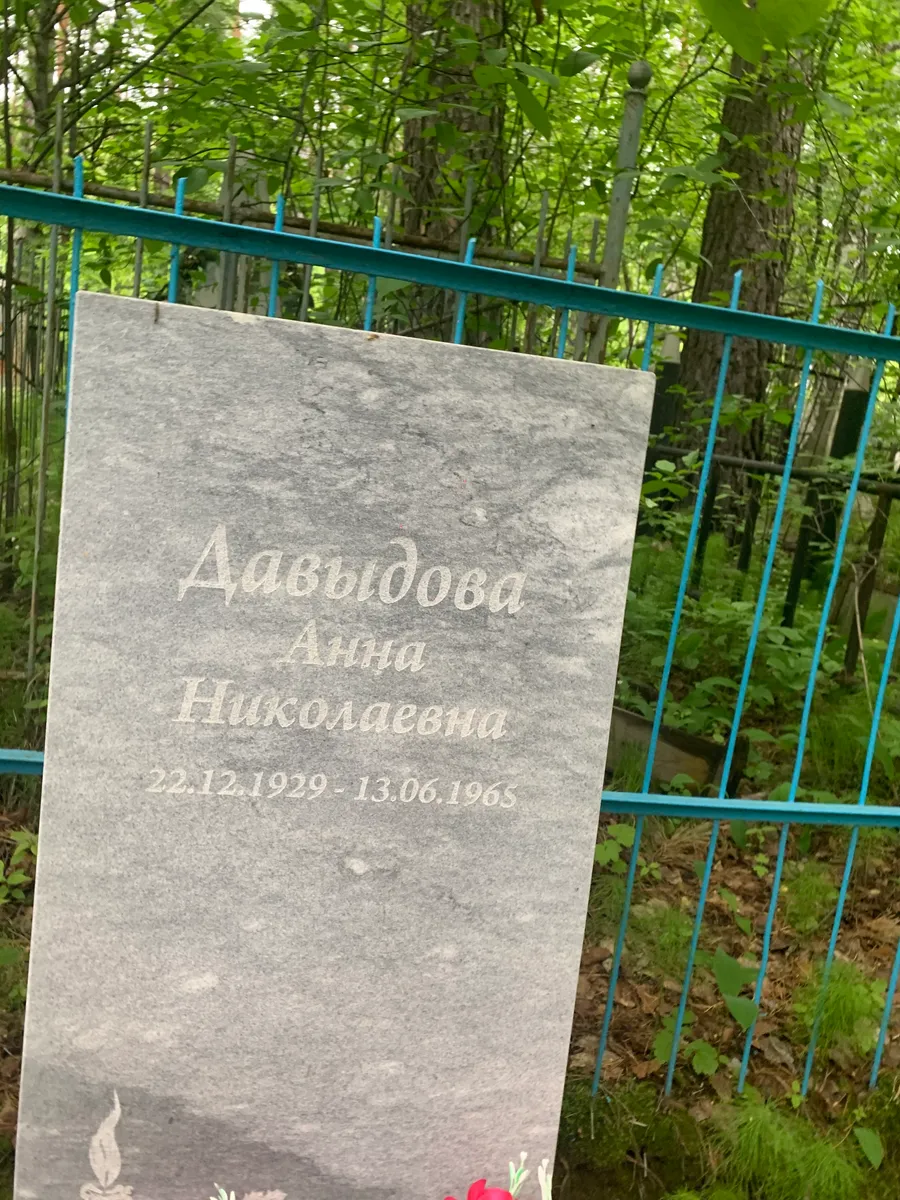 Давыдова
Анна
Николаевна
22.12.1929 - 13.06.1965